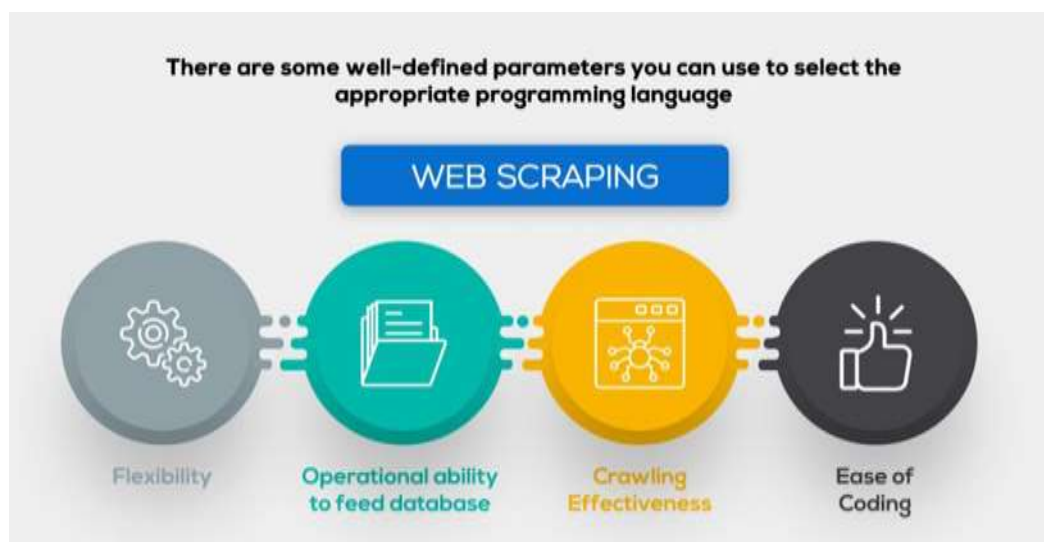 There are some well-defined parameters you can use to select the
appropriate programming language
WEB SCRAPING
Flexibility
Operational ability
to feed database
Crawling
Effectiveness
Ease of
Coding